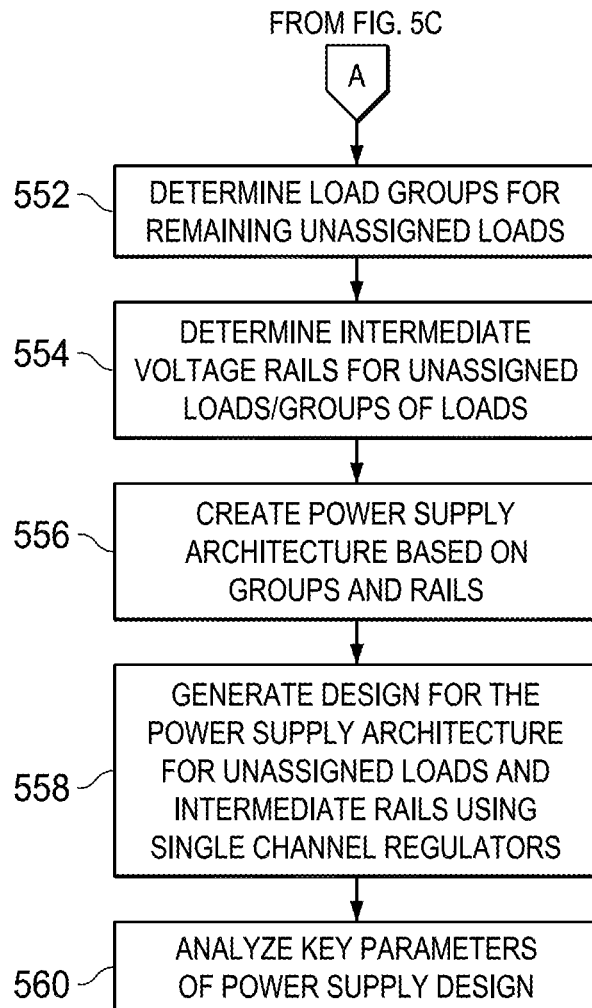 FROM FIG. 5C
A
552
DETERMINE LOAD GROUPS FOR
REMAINING UNASSIGNED LOADS
554
DETERMINE INTERMEDIATE
VOLTAGE RAILS FOR UNASSIGNED
LOADS/GROUPS OF LOADS
556
CREATE POWER SUPPLY
ARCHITECTURE BASED ON
GROUPS AND RAILS
558
GENERATE DESIGN FOR THE
POWER SUPPLY ARCHITECTURE
FOR UNASSIGNED LOADS AND
INTERMEDIATE RAILS USING
SINGLE CHANNEL REGULATORS
560
ANALYZE KEY PARAMETERS
OF POWER SUPPLY DESIGN